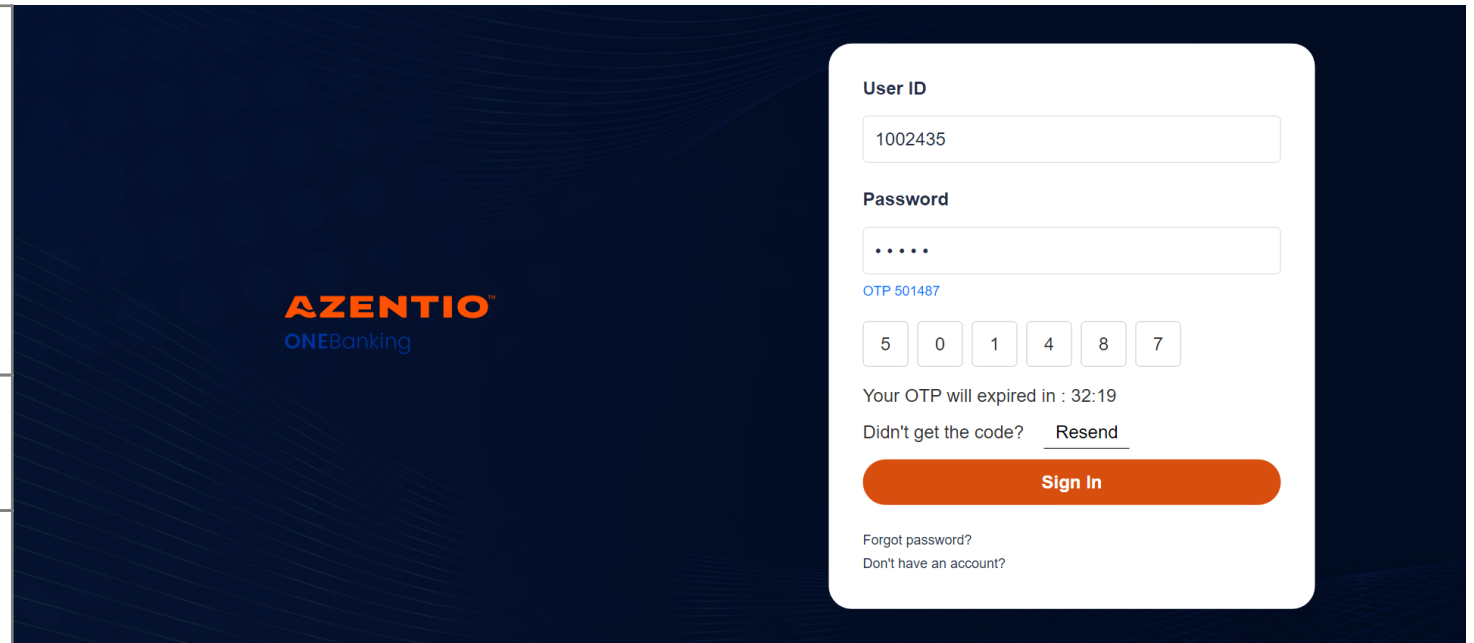 AZENTIO™
ONEBanking
User ID
1002435
Password
•••••
OTP 501487
5 0 1 4 8 7
Your OTP will expired in : 32:19
Didn't get the code? Resend
Sign In
Forgot password?
Don't have an account?